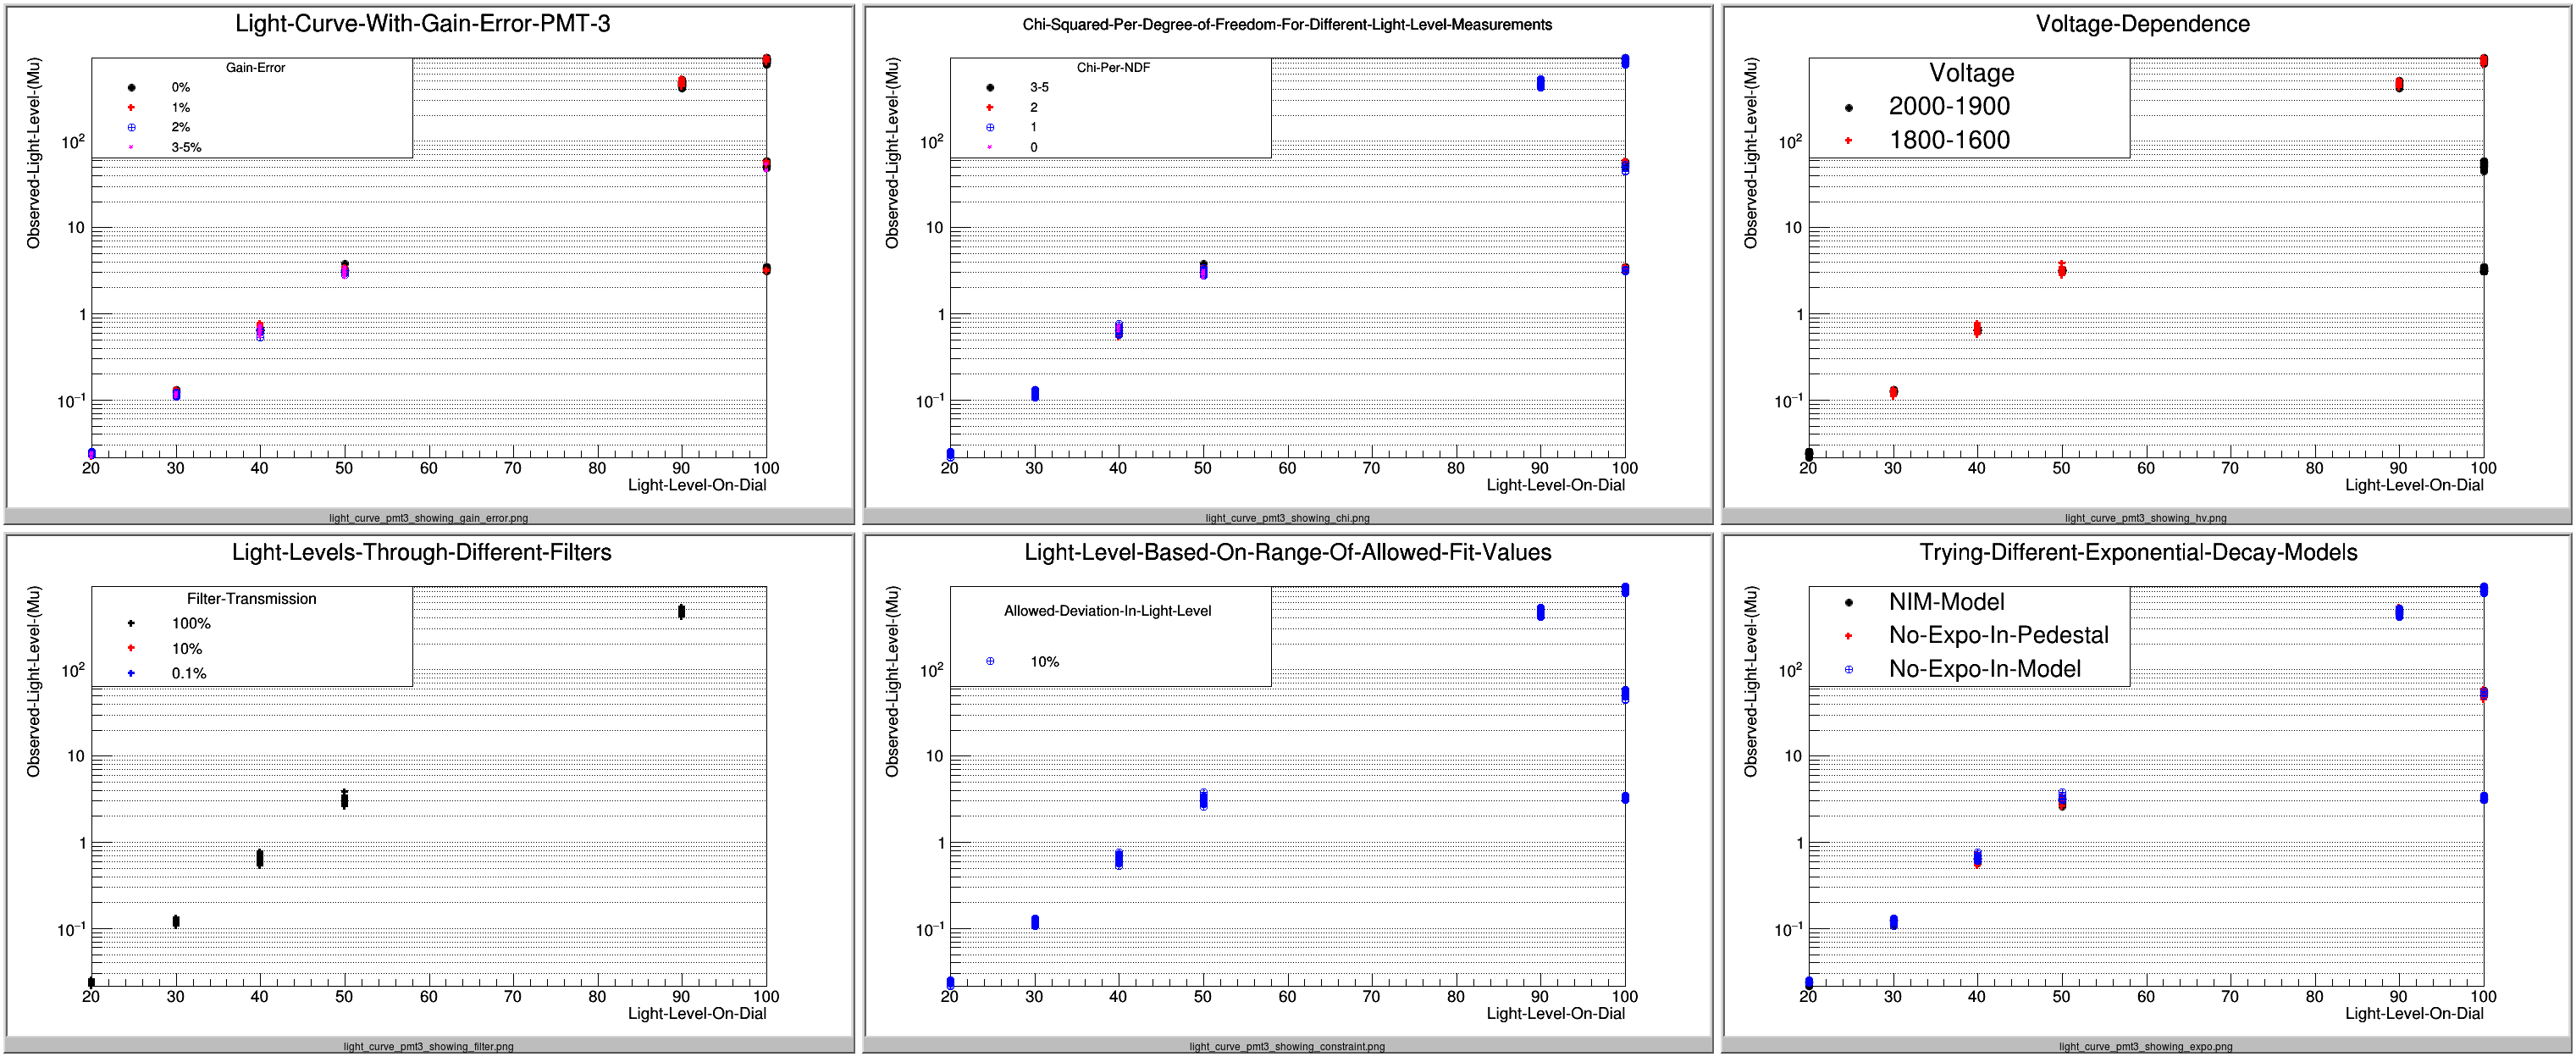 Light-Curve-With-Gain-Error-PMT-3
Observed-Light-Level-(Mu)
Gain-Error
0%
1%
2%
3-5%
10²
10
1
10⁻¹
20 30 40 50 60 70 80 90 100
Light-Level-On-Dial
light_curve_pmt3_showing_gain_error.png
Chi-Squared-Per-Degree-of-Freedom-For-Different-Light-Level-Measurements
Observed-Light-Level-(Mu)
Chi-Per-NDF
3-5
2
1
0
10²
10
1
10⁻¹
20 30 40 50 60 70 80 90 100
Light-Level-On-Dial
light_curve_pmt3_showing_chi.png
Voltage-Dependence
Observed-Light-Level-(Mu)
Voltage
2000-1900
1800-1600
10²
10
1
10⁻¹
20 30 40 50 60 70 80 90 100
Light-Level-On-Dial
light_curve_pmt3_showing_hv.png
Light-Levels-Through-Different-Filters
Observed-Light-Level-(Mu)
Filter-Transmission
100%
10%
0.1%
10²
10
1
10⁻¹
20 30 40 50 60 70 80 90 100
Light-Level-On-Dial
light_curve_pmt3_showing_filter.png
Light-Level-Based-On-Range-Of-Allowed-Fit-Values
Observed-Light-Level-(Mu)
Allowed-Deviation-In-Light-Level
10%
10²
10
1
10⁻¹
20 30 40 50 60 70 80 90 100
Light-Level-On-Dial
light_curve_pmt3_showing_constraint.png
Trying-Different-Exponential-Decay-Models
Observed-Light-Level-(Mu)
NIM-Model
No-Expo-In-Pedestal
No-Expo-In-Model
10²
10
1
10⁻¹
20 30 40 50 60 70 80 90 100
Light-Level-On-Dial
light_curve_pmt3_showing_expo.png